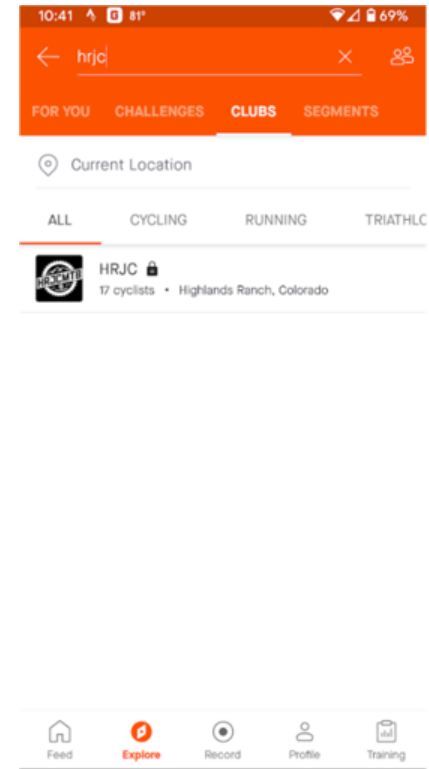 10:41 81° 69%
hrjc
FOR YOU CHALLENGES CLUBS SEGMENTS
Current Location
ALL CYCLING RUNNING TRIATHLO
HRJCMTB HRJC
17 cyclists • Highlands Ranch, Colorado
Feed Explore Record Profile Training